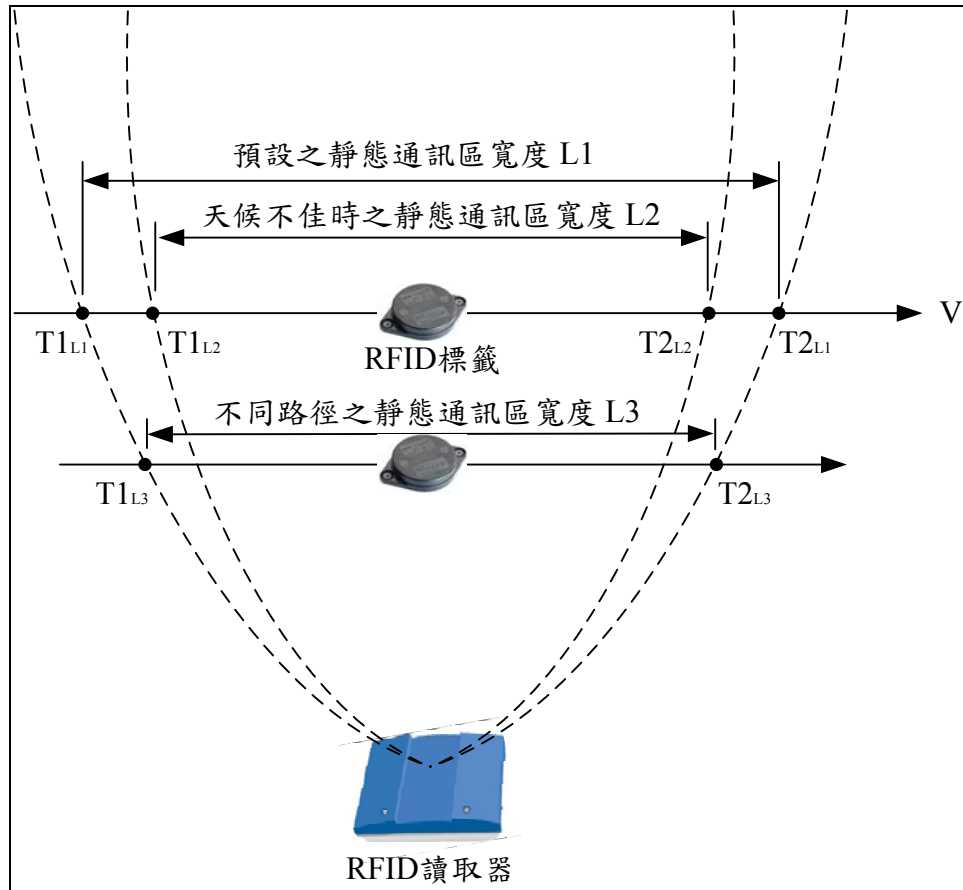 預設之靜態通訊區寬度 L1
天候不佳時之靜態通訊區寬度 L2
V
T1L1
T1L2
RFID標籤
T2L2
T2L1
不同路徑之靜態通訊區寬度 L3
T1L3
T2L3
RFID讀取器